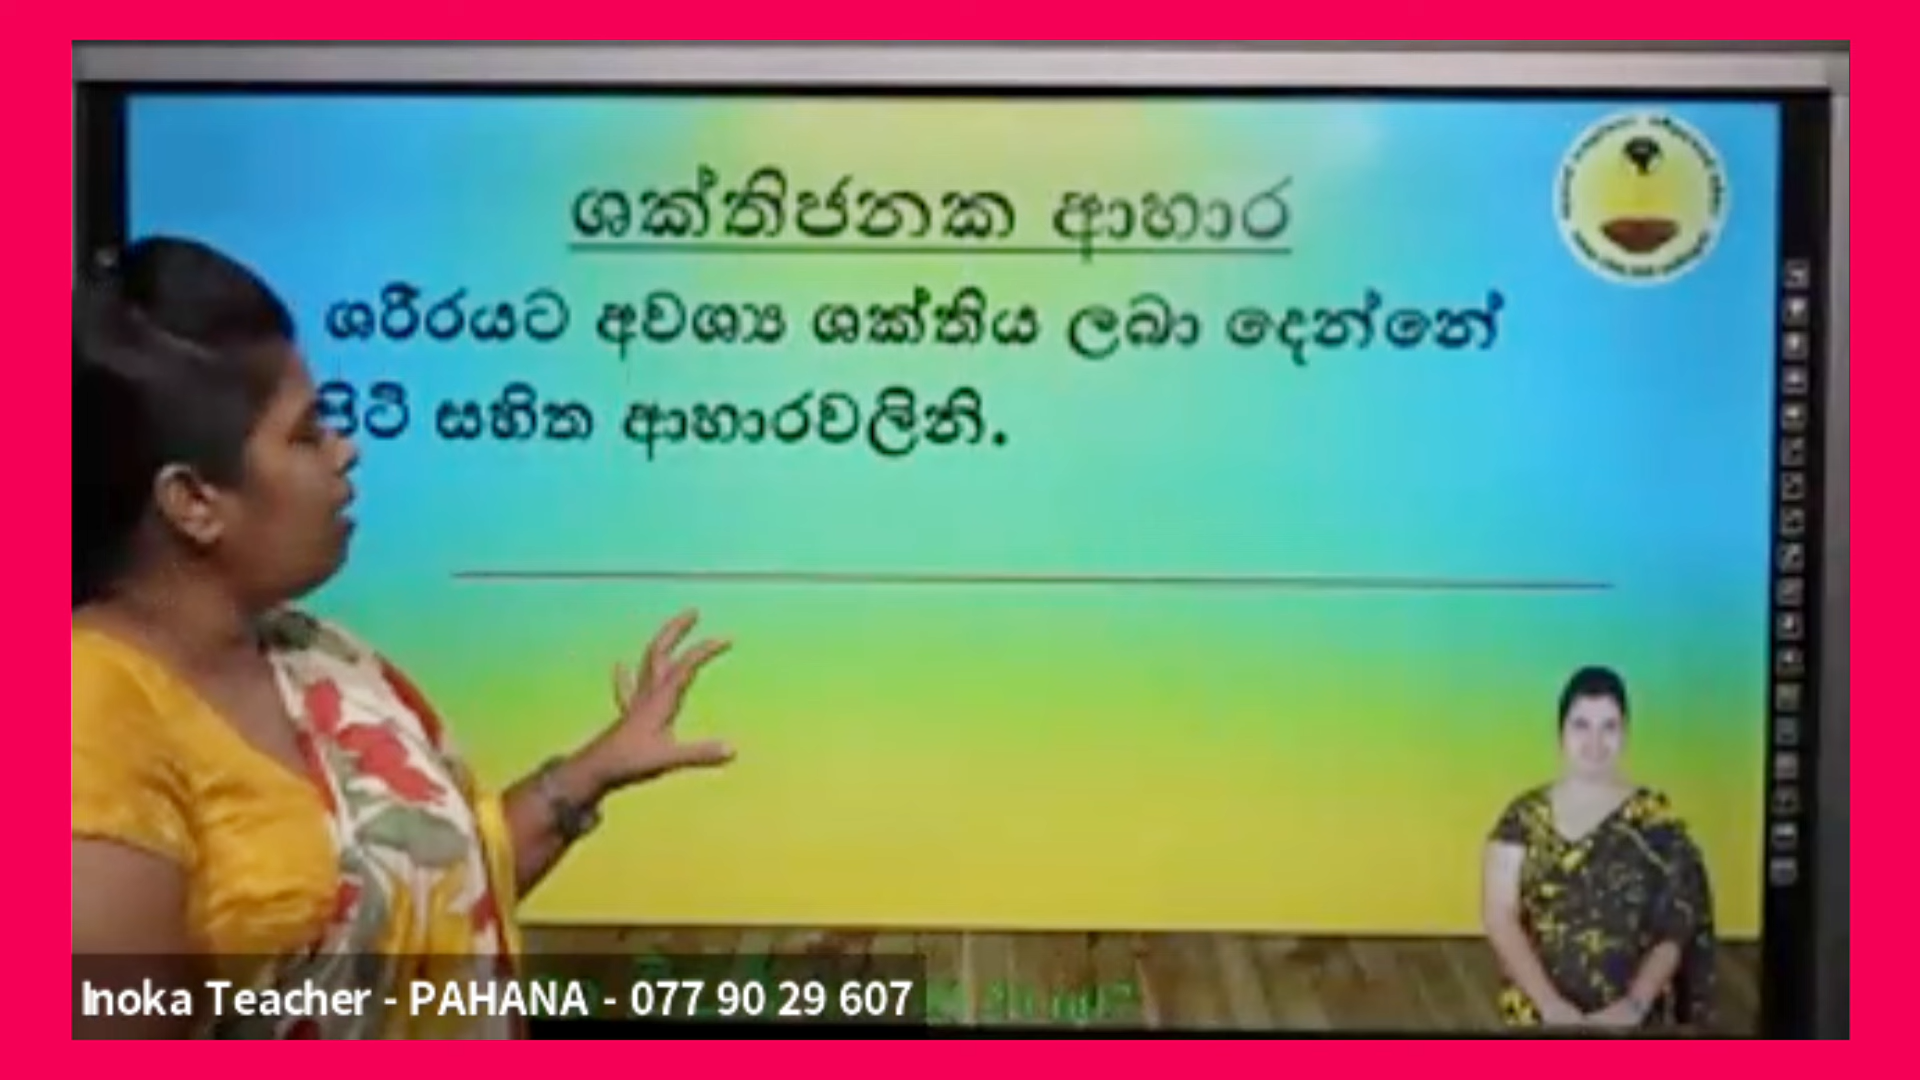 ශක්තිජනක ආහාර
ශරීරයට අවශ්‍ය ශක්තිය ලබා දෙන්නේ
පිටි සහිත ආහාරවලිනි.
Inoka Teacher - PAHANA - 077 90 29 607